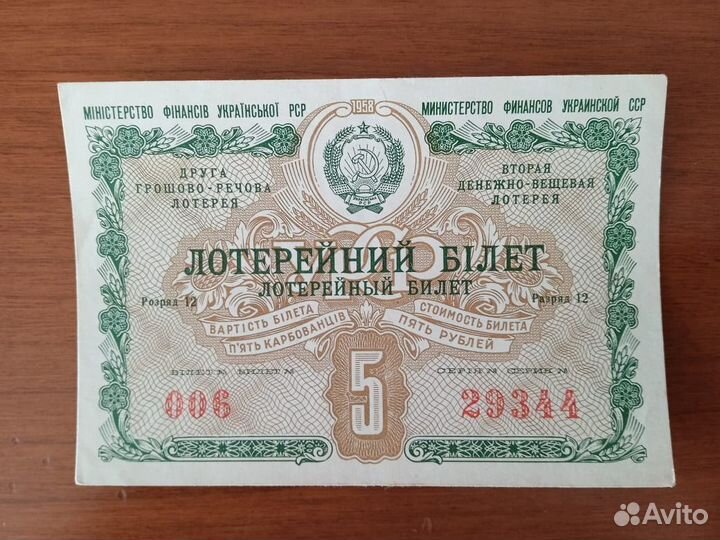 МІНІСТЕРСТВО ФІНАНСІВ УКРАЇНСЬКОЇ РСР
1958
МИНИСТЕРСТВО ФИНАНСОВ УКРАИНСКОЙ ССР
ДРУГА
ГРОШОВО-РЕЧОВА
ЛОТЕРЕЯ
ВТОРАЯ
ДЕНЕЖНО-ВЕЩЕВАЯ
ЛОТЕРЕЯ
ЛОТЕРЕЙНИЙ БІЛЕТ
ЛОТЕРЕЙНЫЙ БИЛЕТ
Розряд 12
Разряд 12
ВАРТІСТЬ БІЛЕТА
П'ЯТЬ КАРБОВАНЦІВ
СТОИМОСТЬ БИЛЕТА
ПЯТЬ РУБЛЕЙ
БІЛЕТ № БИЛЕТ №
СЕРІЯ № СЕРИЯ №
006
5
29344
Avito